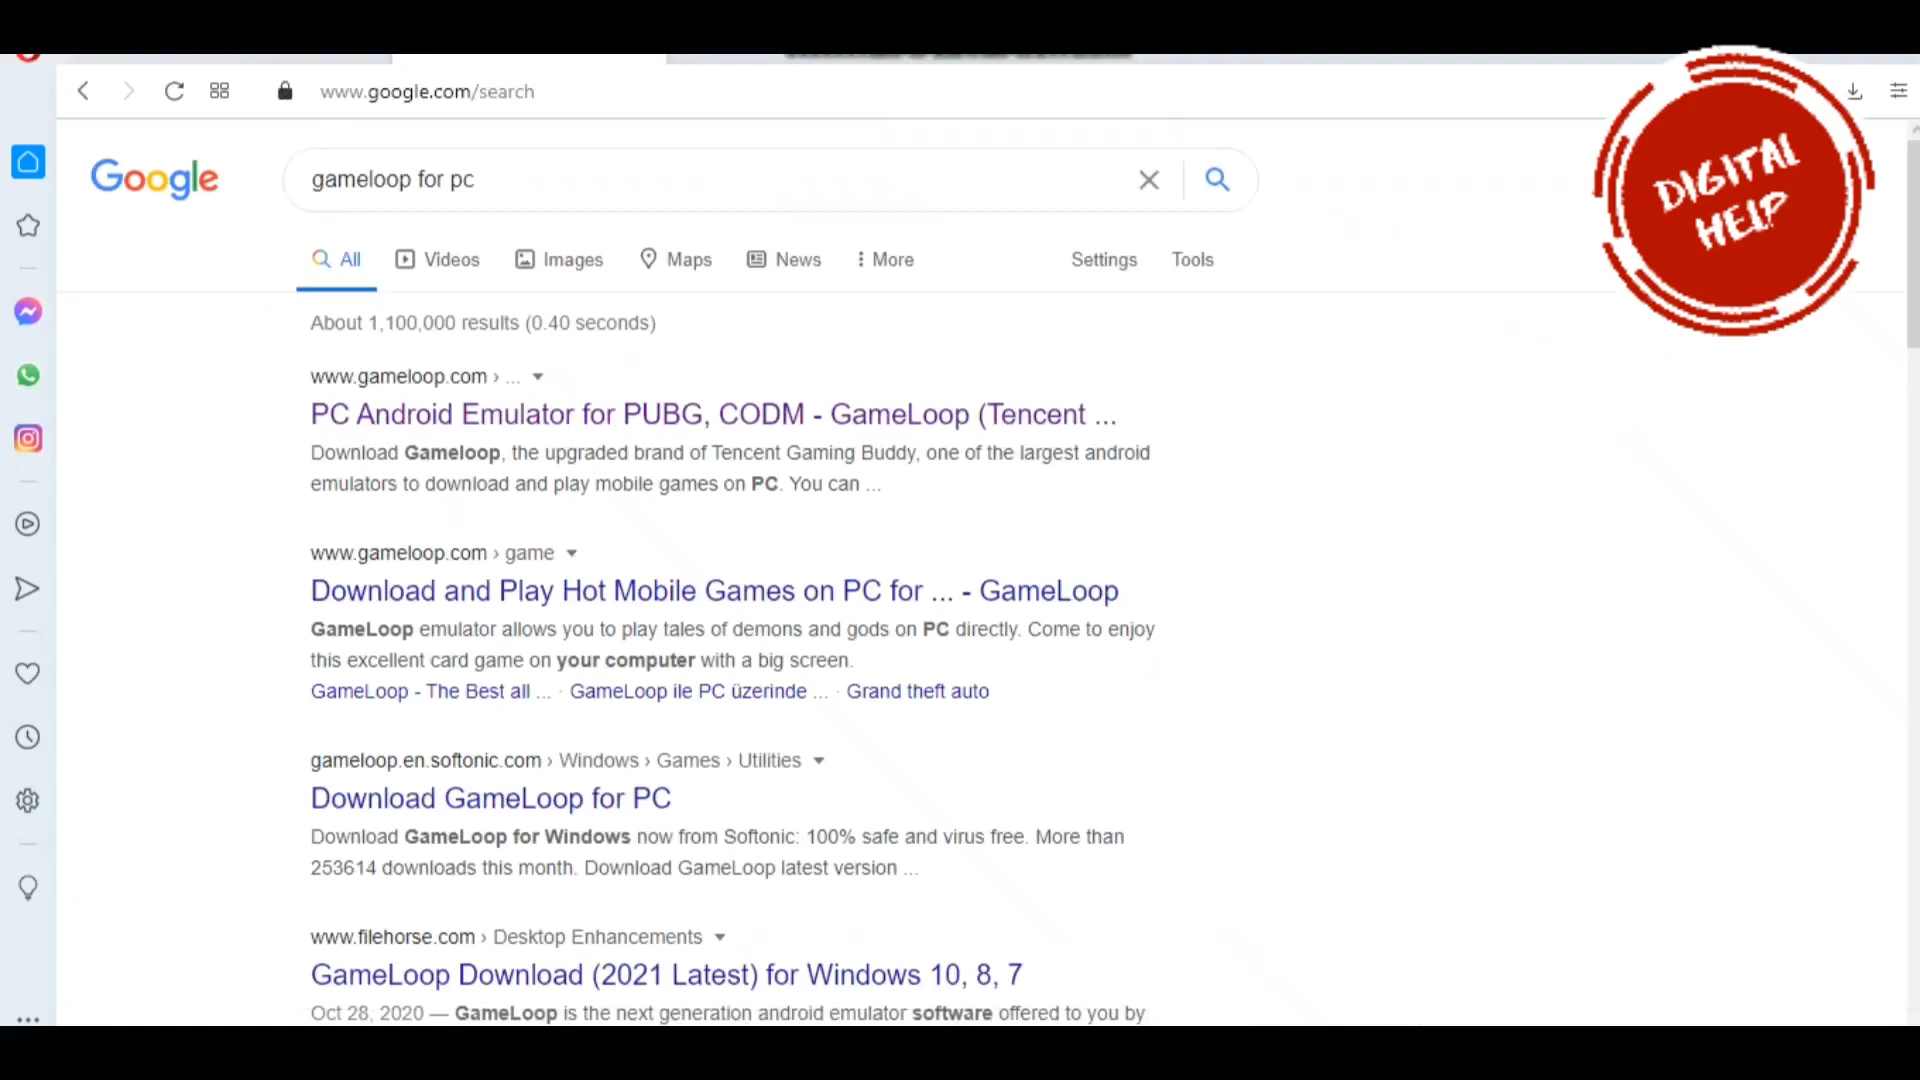 www.google.com/search
DIGITAL
HELP
Google
gameloop for pc
All Videos Images Maps News More Settings Tools
About 1,100,000 results (0.40 seconds)
www.gameloop.com › ...
PC Android Emulator for PUBG, CODM - GameLoop (Tencent ...
Download Gameloop, the upgraded brand of Tencent Gaming Buddy, one of the largest android
emulators to download and play mobile games on PC. You can ...
www.gameloop.com › game
Download and Play Hot Mobile Games on PC for ... - GameLoop
GameLoop emulator allows you to play tales of demons and gods on PC directly. Come to enjoy
this excellent card game on your computer with a big screen.
GameLoop - The Best all ... · GameLoop ile PC üzerinde ... · Grand theft auto
gameloop.en.softonic.com › Windows › Games › Utilities
Download GameLoop for PC
Download GameLoop for Windows now from Softonic: 100% safe and virus free. More than
253614 downloads this month. Download GameLoop latest version ...
www.filehorse.com › Desktop Enhancements
GameLoop Download (2021 Latest) for Windows 10, 8, 7
Oct 28, 2020 — GameLoop is the next generation android emulator software offered to you by